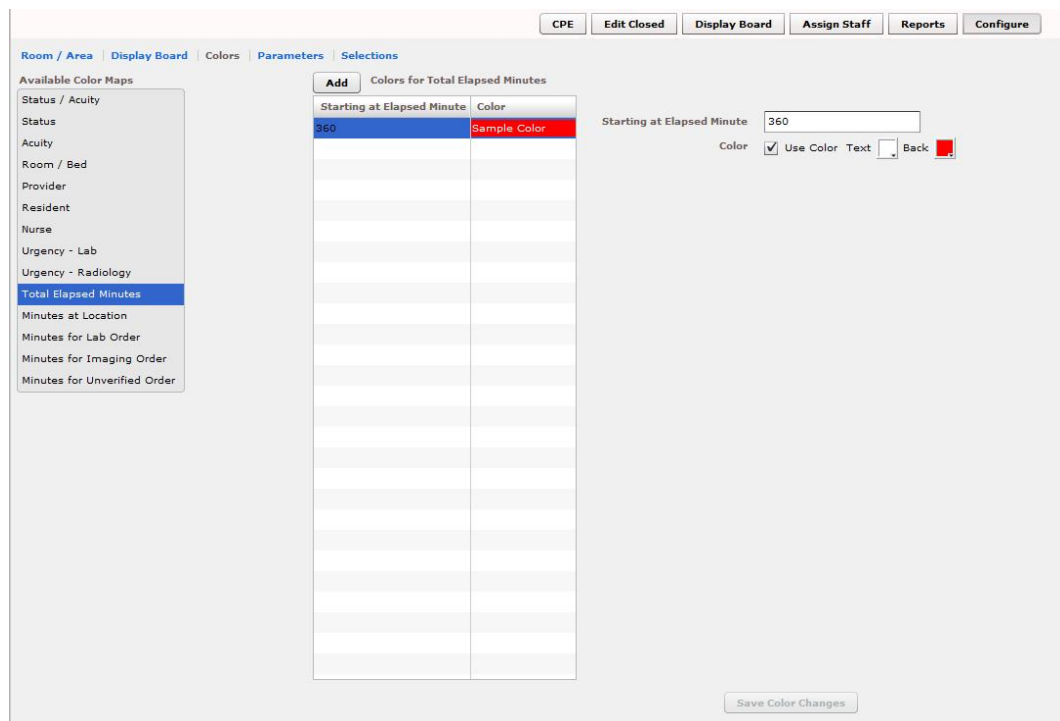 CPE Edit Closed Display Board Assign Staff Reports Configure
Room / Area Display Board Colors Parameters Selections
Available Color Maps
Status / Acuity
Status
Acuity
Room / Bed
Provider
Resident
Nurse
Urgency - Lab
Urgency - Radiology
Total Elapsed Minutes
Minutes at Location
Minutes for Lab Order
Minutes for Imaging Order
Minutes for Unverified Order
Add Colors for Total Elapsed Minutes
Starting at Elapsed Minute Color
360 Sample Color
Starting at Elapsed Minute 360
Color Use Color Text Back
Save Color Changes